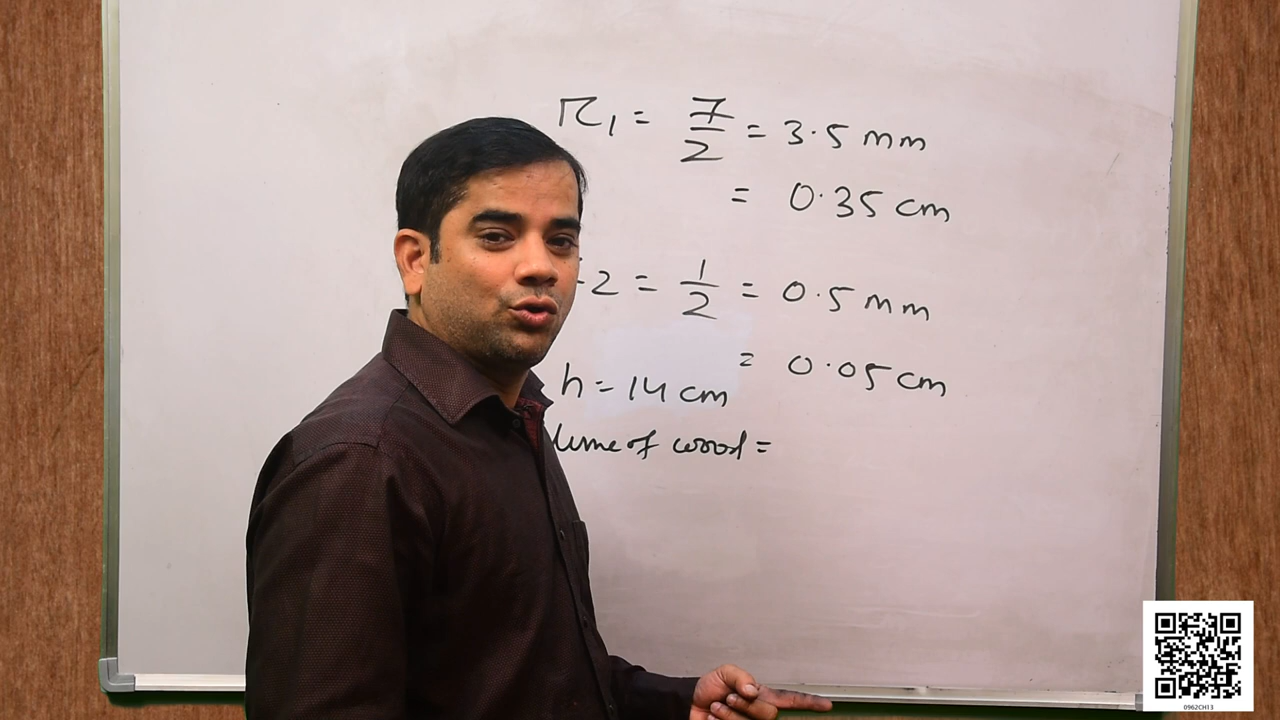 r1 = 7/2 = 3.5 mm
= 0.35 cm
2 = 1/2 = 0.5 mm
= 0.05 cm
h = 14 cm
lume of wood =
0962CH13